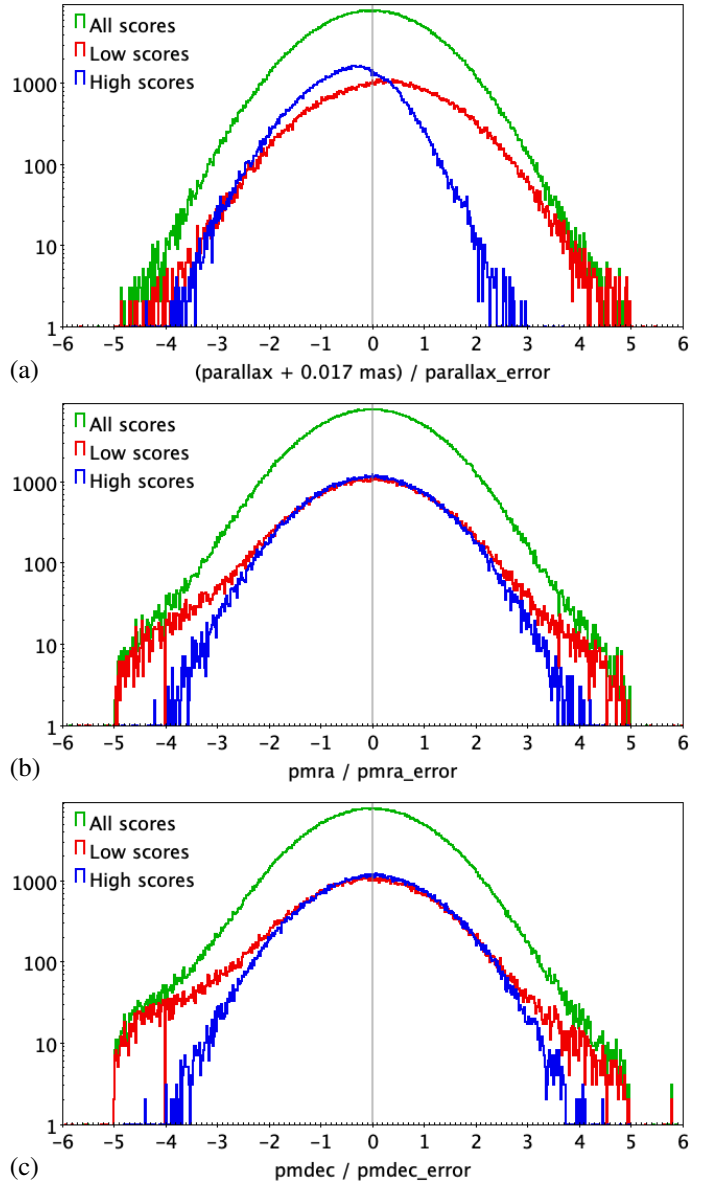 All scores
Low scores
High scores
1000
100
10
1
-6 -5 -4 -3 -2 -1 0 1 2 3 4 5 6
(a)
(parallax + 0.017 mas) / parallax_error
All scores
Low scores
High scores
1000
100
10
1
-6 -5 -4 -3 -2 -1 0 1 2 3 4 5 6
(b)
pmra / pmra_error
All scores
Low scores
High scores
1000
100
10
1
-6 -5 -4 -3 -2 -1 0 1 2 3 4 5 6
(c)
pmdec / pmdec_error